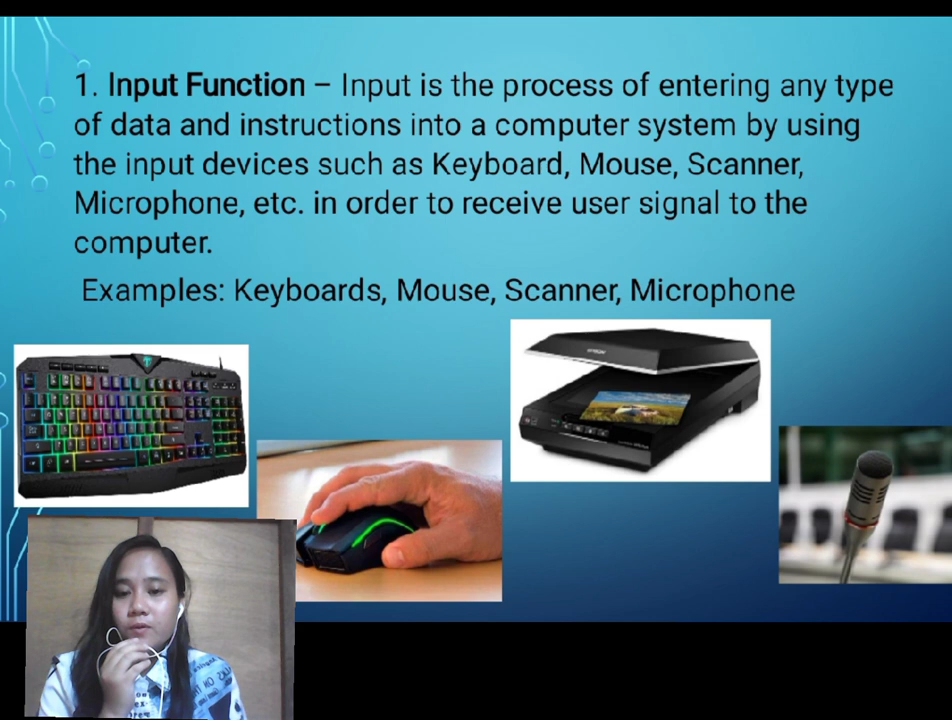 1. Input Function – Input is the process of entering any type
of data and instructions into a computer system by using
the input devices such as Keyboard, Mouse, Scanner,
Microphone, etc. in order to receive user signal to the
computer.
Examples: Keyboards, Mouse, Scanner, Microphone